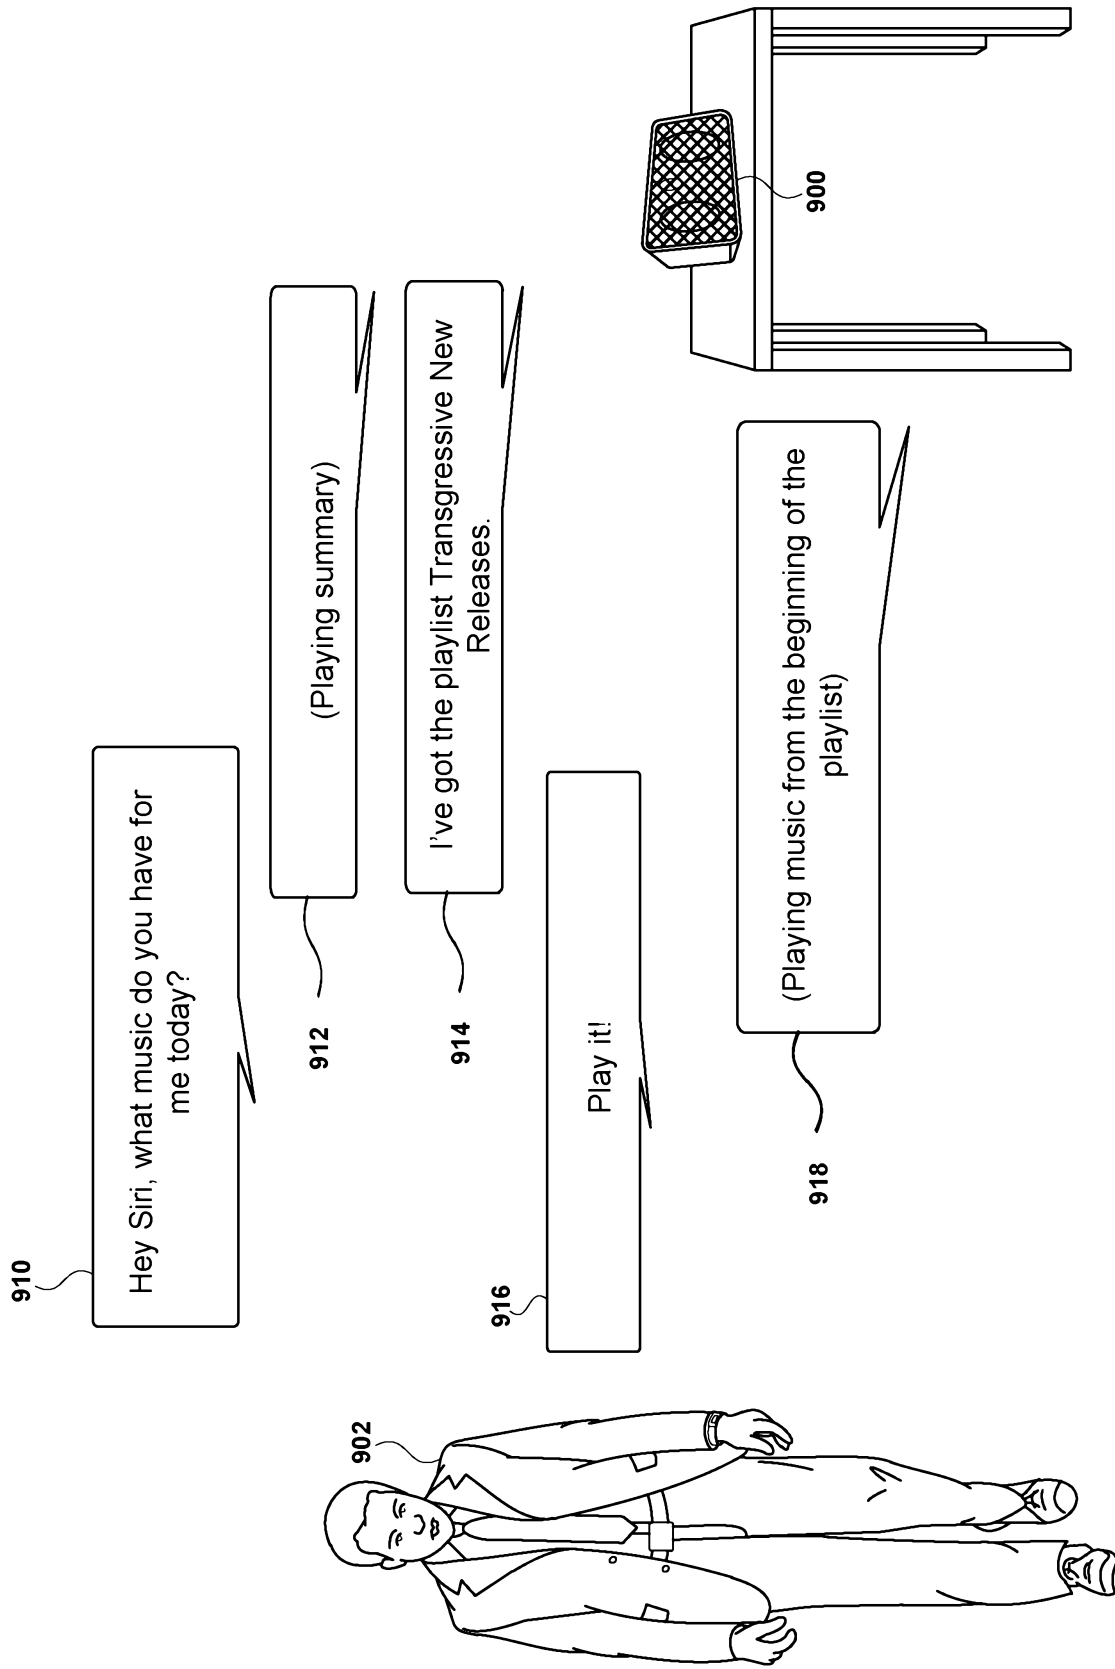 910
Hey Siri, what music do you have for
me today?
912
(Playing summary)
914
I've got the playlist Transgressive New
Releases.
916
Play it!
918
(Playing music from the beginning of the
playlist)
902
900